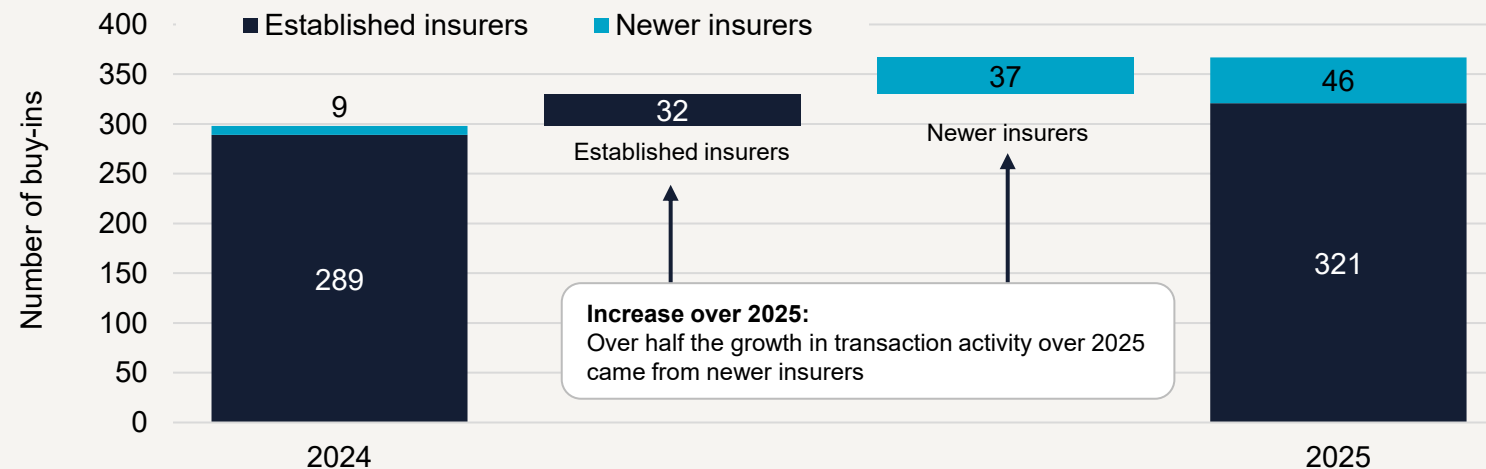 Established insurers
Newer insurers
Number of buy-ins
400
350
300
250
200
150
100
50
0
9
289
32
Established insurers
37
Newer insurers
46
321
Increase over 2025:
Over half the growth in transaction activity over 2025
came from newer insurers
2024
2025